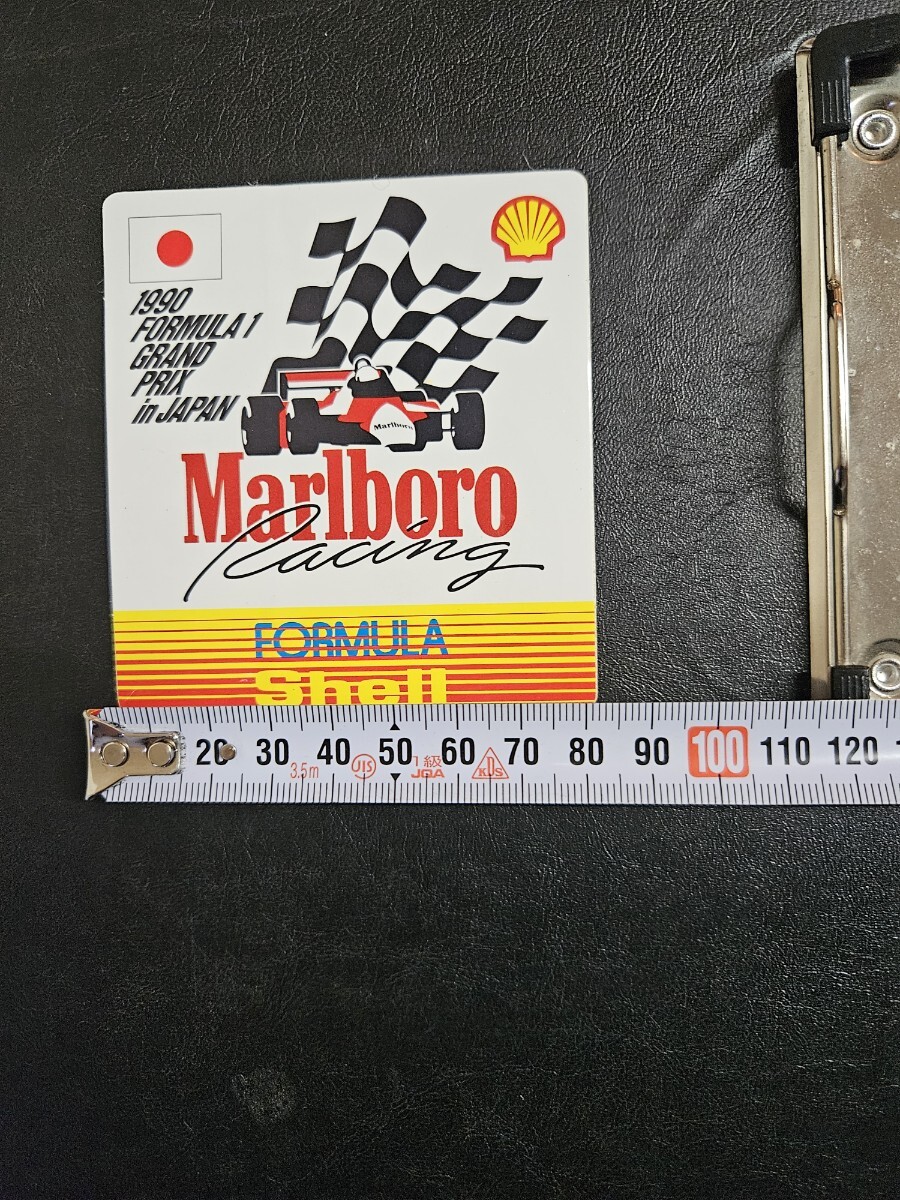 1990
FORMULA 1
GRAND
PRIX
in JAPAN
Marlboro
Marlboro
Racing
FORMULA
Shell
20 30 40 50 60 70 80 90 100 110 120
3.5m JIS 1級 KDS
JQA